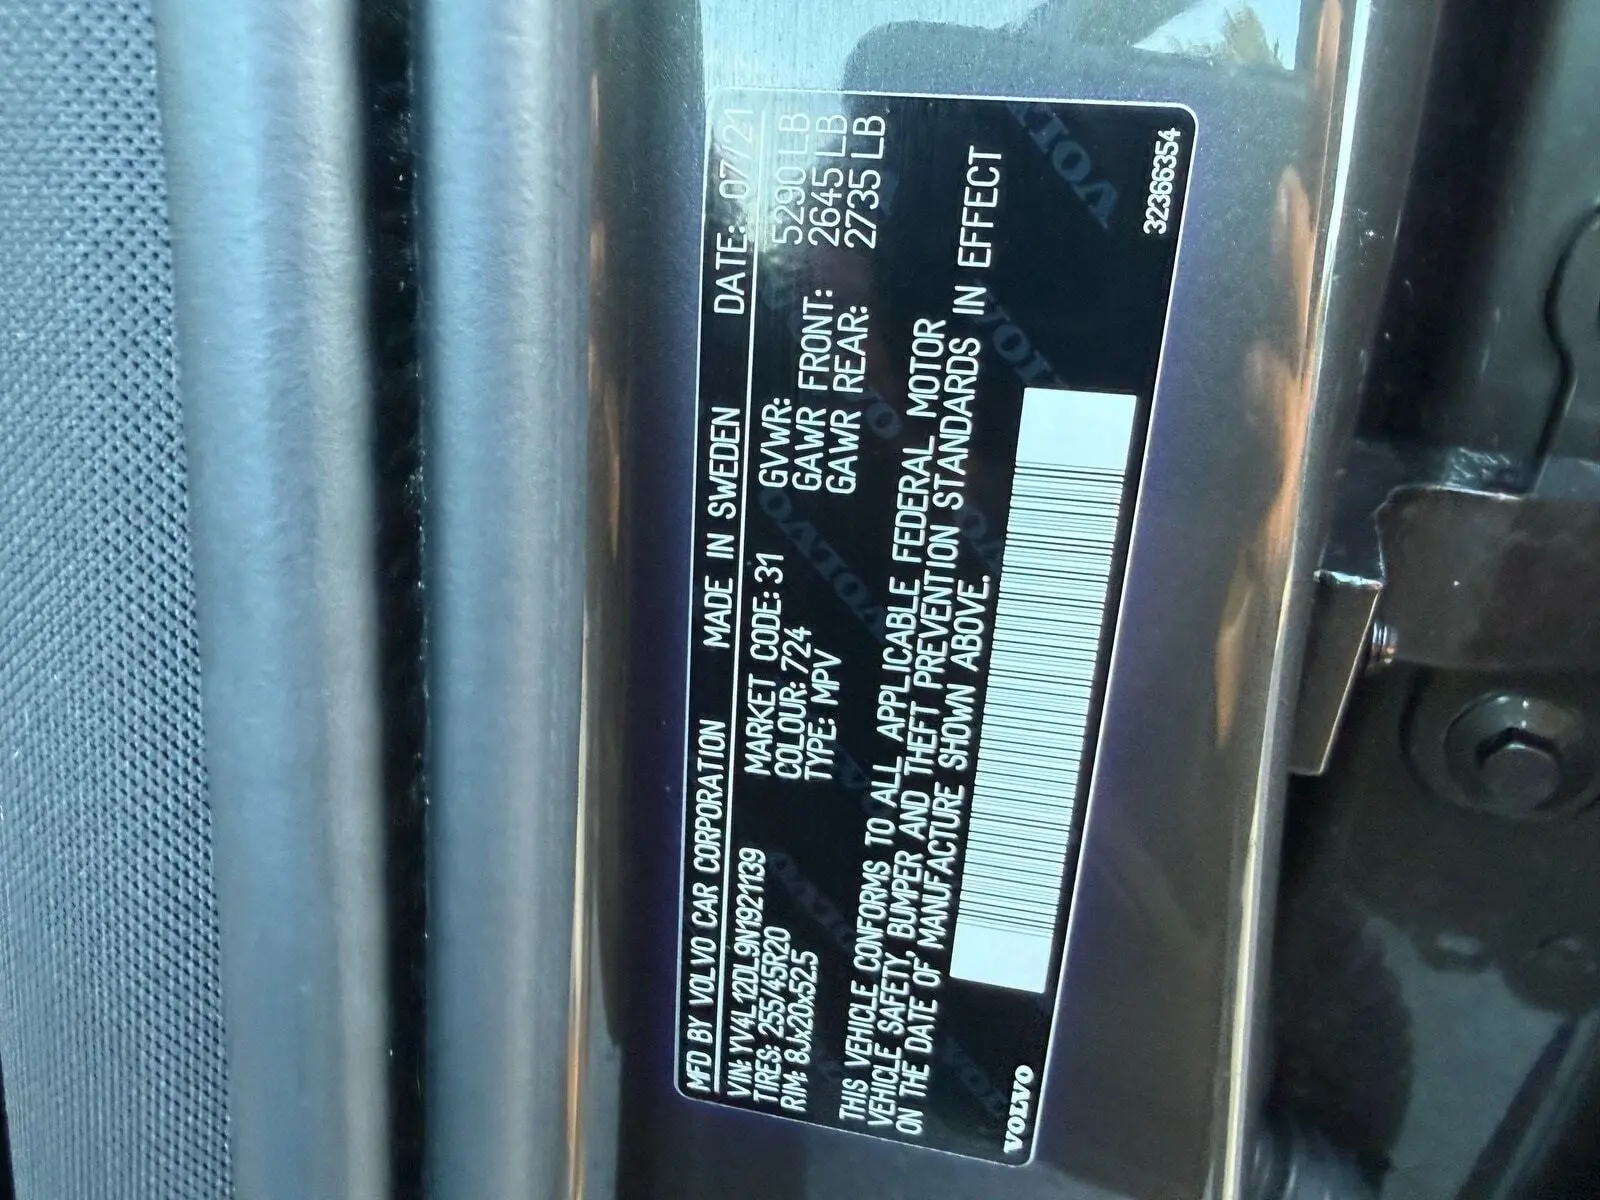 MFD BY VOLVO CAR CORPORATION MADE IN SWEDEN DATE: 07/21
VIN: YV4L12DL9N1921139 MARKET CODE: 31 GVWR: 5290 LB
TIRES: 255/45R20 COLOUR: 724 GAWR FRONT: 2645 LB
RIM: 8Jx20x52.5 TYPE: MPV GAWR REAR: 2735 LB
THIS VEHICLE CONFORMS TO ALL APPLICABLE FEDERAL MOTOR
VEHICLE SAFETY, BUMPER AND THEFT PREVENTION STANDARDS IN EFFECT
ON THE DATE OF MANUFACTURE SHOWN ABOVE.
VOLVO 32366354